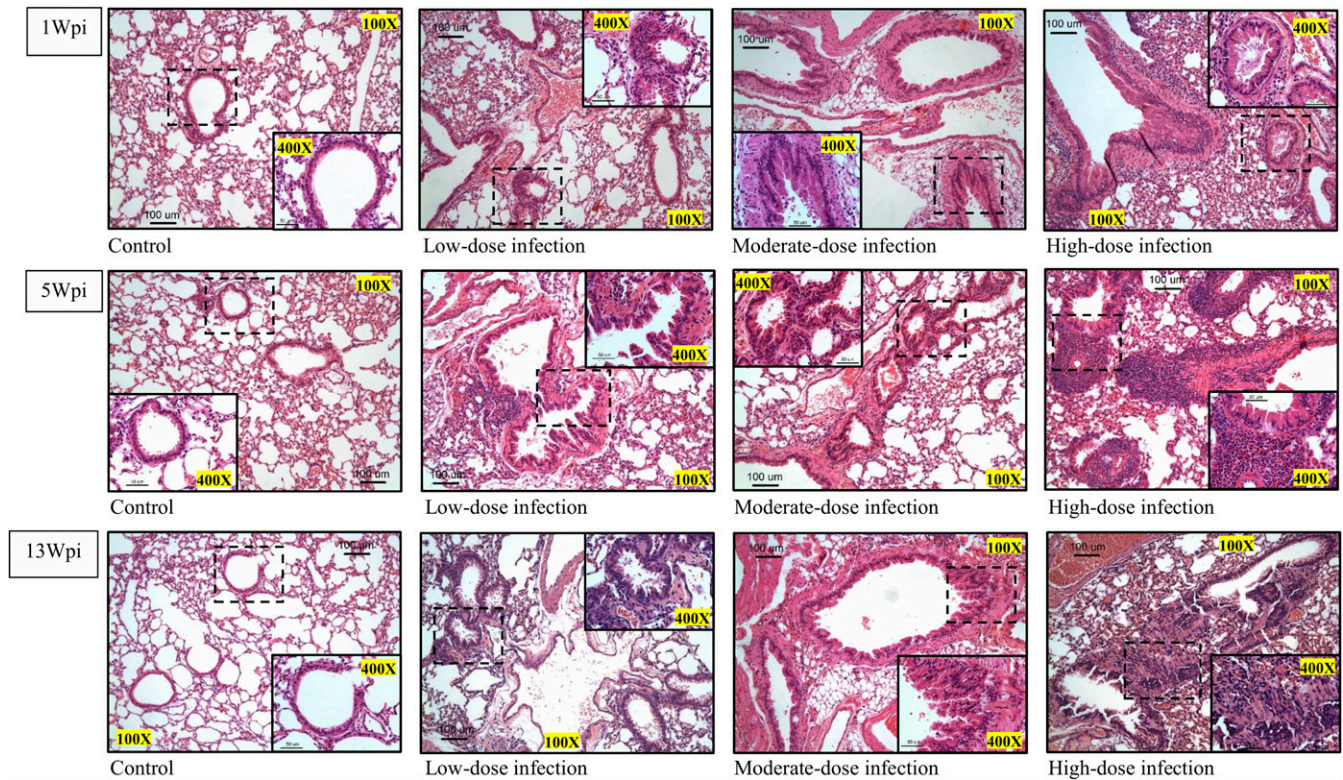 1Wpi
100X
400X
100 um
Control
100 um
400X
100X
Low-dose infection
100X
100 um
400X
Moderate-dose infection
100 um
400X
100X
High-dose infection
5Wpi
100X
400X
100 um
Control
400X
100 um
100X
Low-dose infection
400X
100 um
100X
Moderate-dose infection
100 um
100X
400X
High-dose infection
13Wpi
100 um
400X
100X
Control
400X
100 um
100X
Low-dose infection
100 um
100X
400X
Moderate-dose infection
100 um
100X
400X
High-dose infection